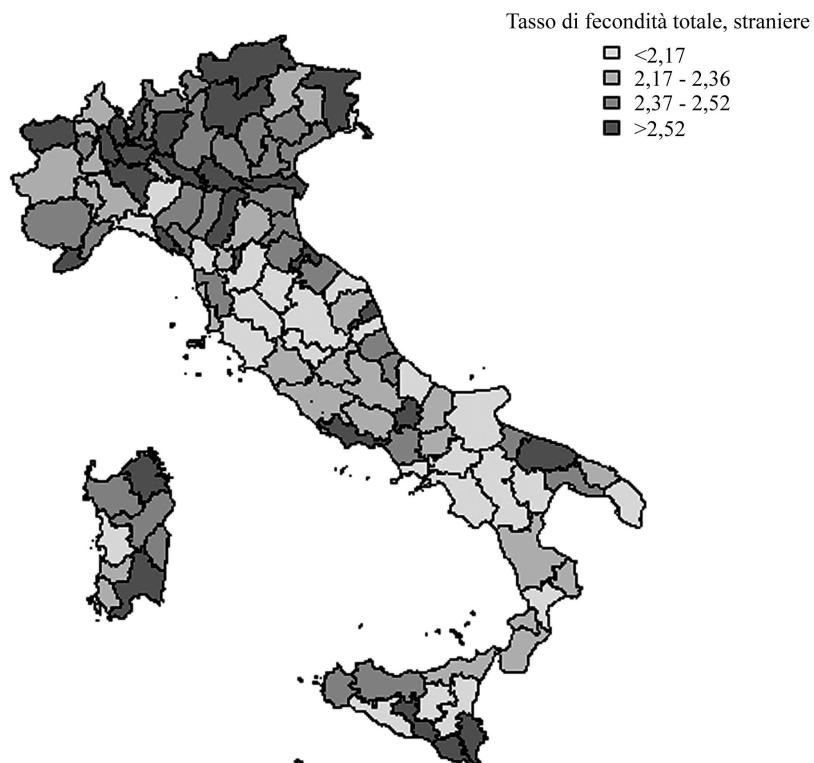 Tasso di fecondità totale, straniere
<2,17
2,17 - 2,36
2,37 - 2,52
>2,52